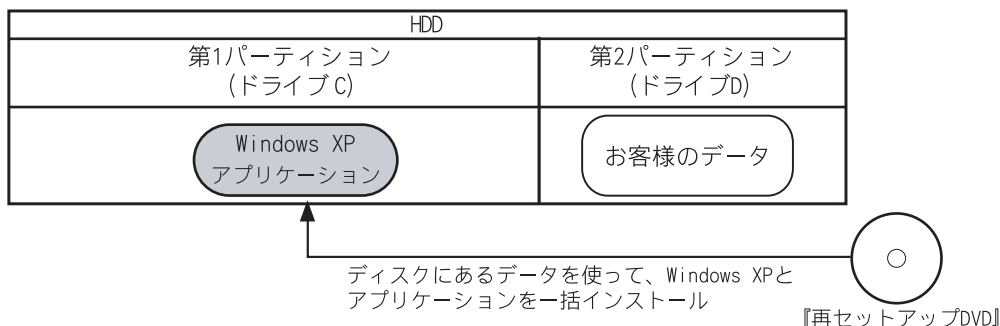 HDD
第1パーティション
(ドライブC)
第2パーティション
(ドライブD)
Windows XP
アプリケーション
お客様のデータ
ディスクにあるデータを使って、Windows XPと
アプリケーションを一括インストール
『再セットアップDVD』